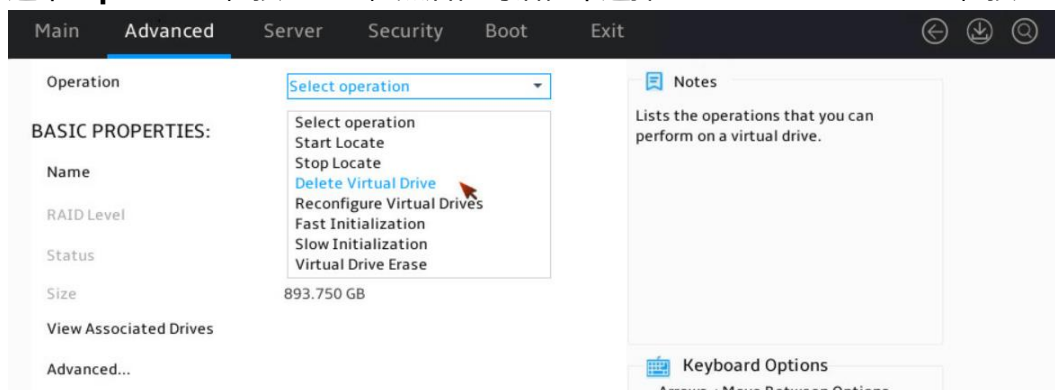 Main Advanced Server Security Boot Exit
Operation
Select operation
Select operation
Start Locate
Stop Locate
Delete Virtual Drive
Reconfigure Virtual Drives
Fast Initialization
Slow Initialization
Virtual Drive Erase
BASIC PROPERTIES:
Name
RAID Level
Status
Size 893.750 GB
View Associated Drives
Advanced...
Notes
Lists the operations that you can
perform on a virtual drive.
Keyboard Options